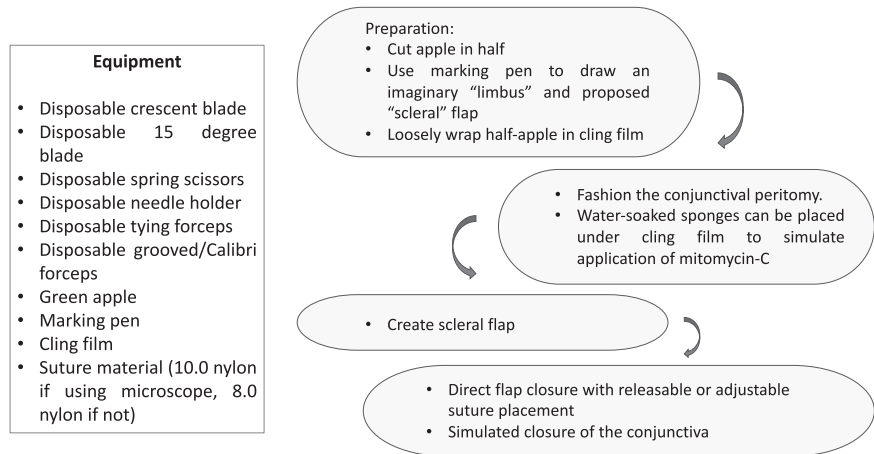 Equipment
• Disposable crescent blade
• Disposable 15 degree
blade
• Disposable spring scissors
• Disposable needle holder
• Disposable tying forceps
• Disposable grooved/Calibri
forceps
• Green apple
• Marking pen
• Cling film
• Suture material (10.0 nylon
if using microscope, 8.0
nylon if not)
Preparation:
• Cut apple in half
• Use marking pen to draw an
imaginary “limbus” and proposed
“scleral” flap
• Loosely wrap half-apple in cling film
• Fashion the conjunctival peritomy.
• Water-soaked sponges can be placed
under cling film to simulate
application of mitomycin-C
• Create scleral flap
• Direct flap closure with releasable or adjustable
suture placement
• Simulated closure of the conjunctiva